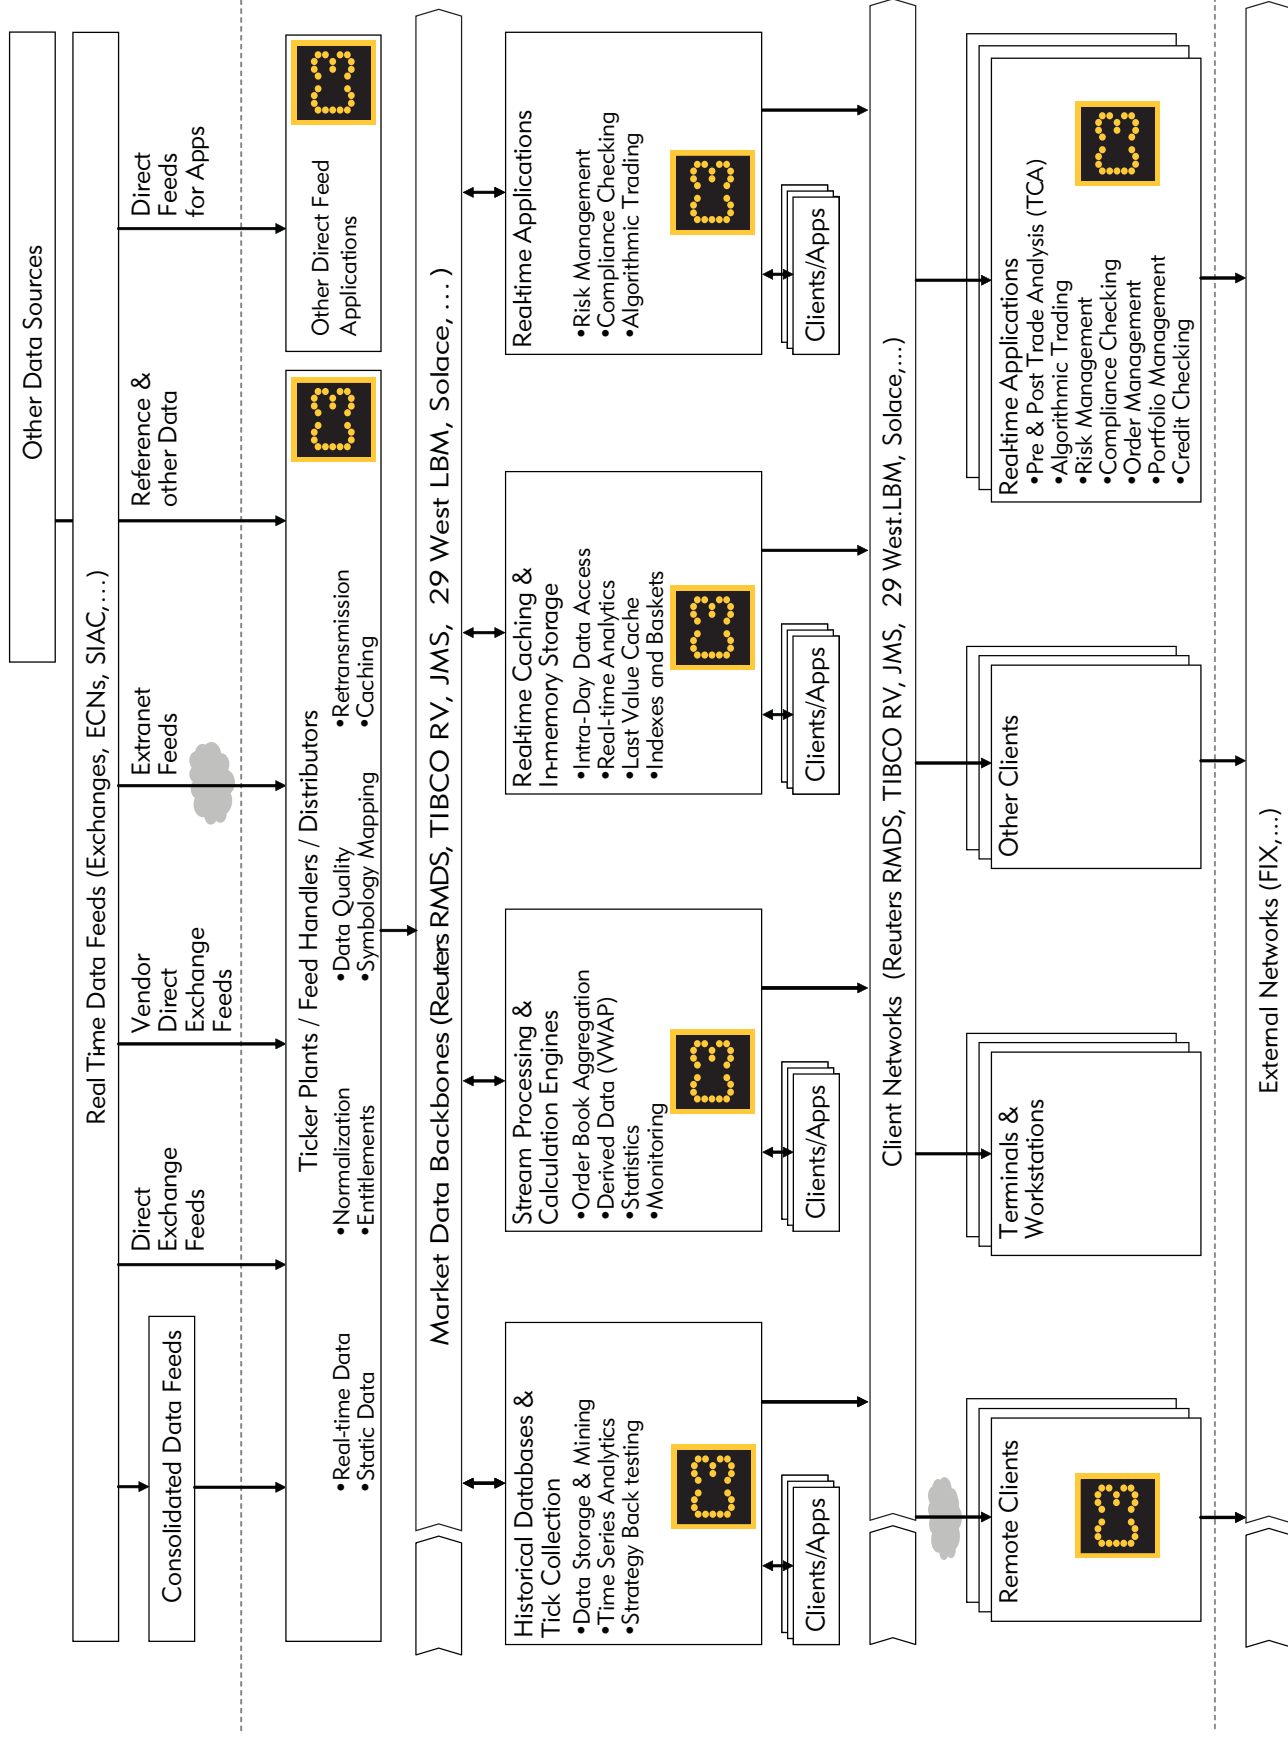 Other Data Sources
Real Time Data Feeds (Exchanges, ECNs, SIAC,...)
Consolidated Data Feeds
Direct
Exchange
Feeds
Vendor
Direct
Exchange
Feeds
Extranet
Feeds
Reference &
other Data
Direct
Feeds
for Apps
Ticker Plants / Feed Handlers / Distributors
•Real-time Data
•Static Data
•Normalization
•Entitlements
•Data Quality
•Symbology Mapping
•Retransmission
•Caching
Other Direct Feed
Applications
Market Data Backbones (Reuters RMDS, TIBCO RV, JMS, 29 West LBM, Solace, ...)
Historical Databases &
Tick Collection
•Data Storage & Mining
•Time Series Analytics
•Strategy Back testing
Clients/Apps
Stream Processing &
Calculation Engines
•Order Book Aggregation
•Derived Data (VWAP)
•Statistics
•Monitoring
Clients/Apps
Real-time Caching &
In-memory Storage
•Intra-Day Data Access
•Real-time Analytics
•Last Value Cache
•Indexes and Baskets
Clients/Apps
Real-time Applications
•Risk Management
•Compliance Checking
•Algorithmic Trading
Clients/Apps
Client Networks (Reuters RMDS, TIBCO RV, JMS, 29 West.LBM, Solace,...)
Remote Clients
Terminals &
Workstations
Other Clients
Real-time Applications
•Pre & Post Trade Analysis (TCA)
•Algorithmic Trading
•Risk Management
•Compliance Checking
•Order Management
•Portfolio Management
•Credit Checking
External Networks (FIX,...)